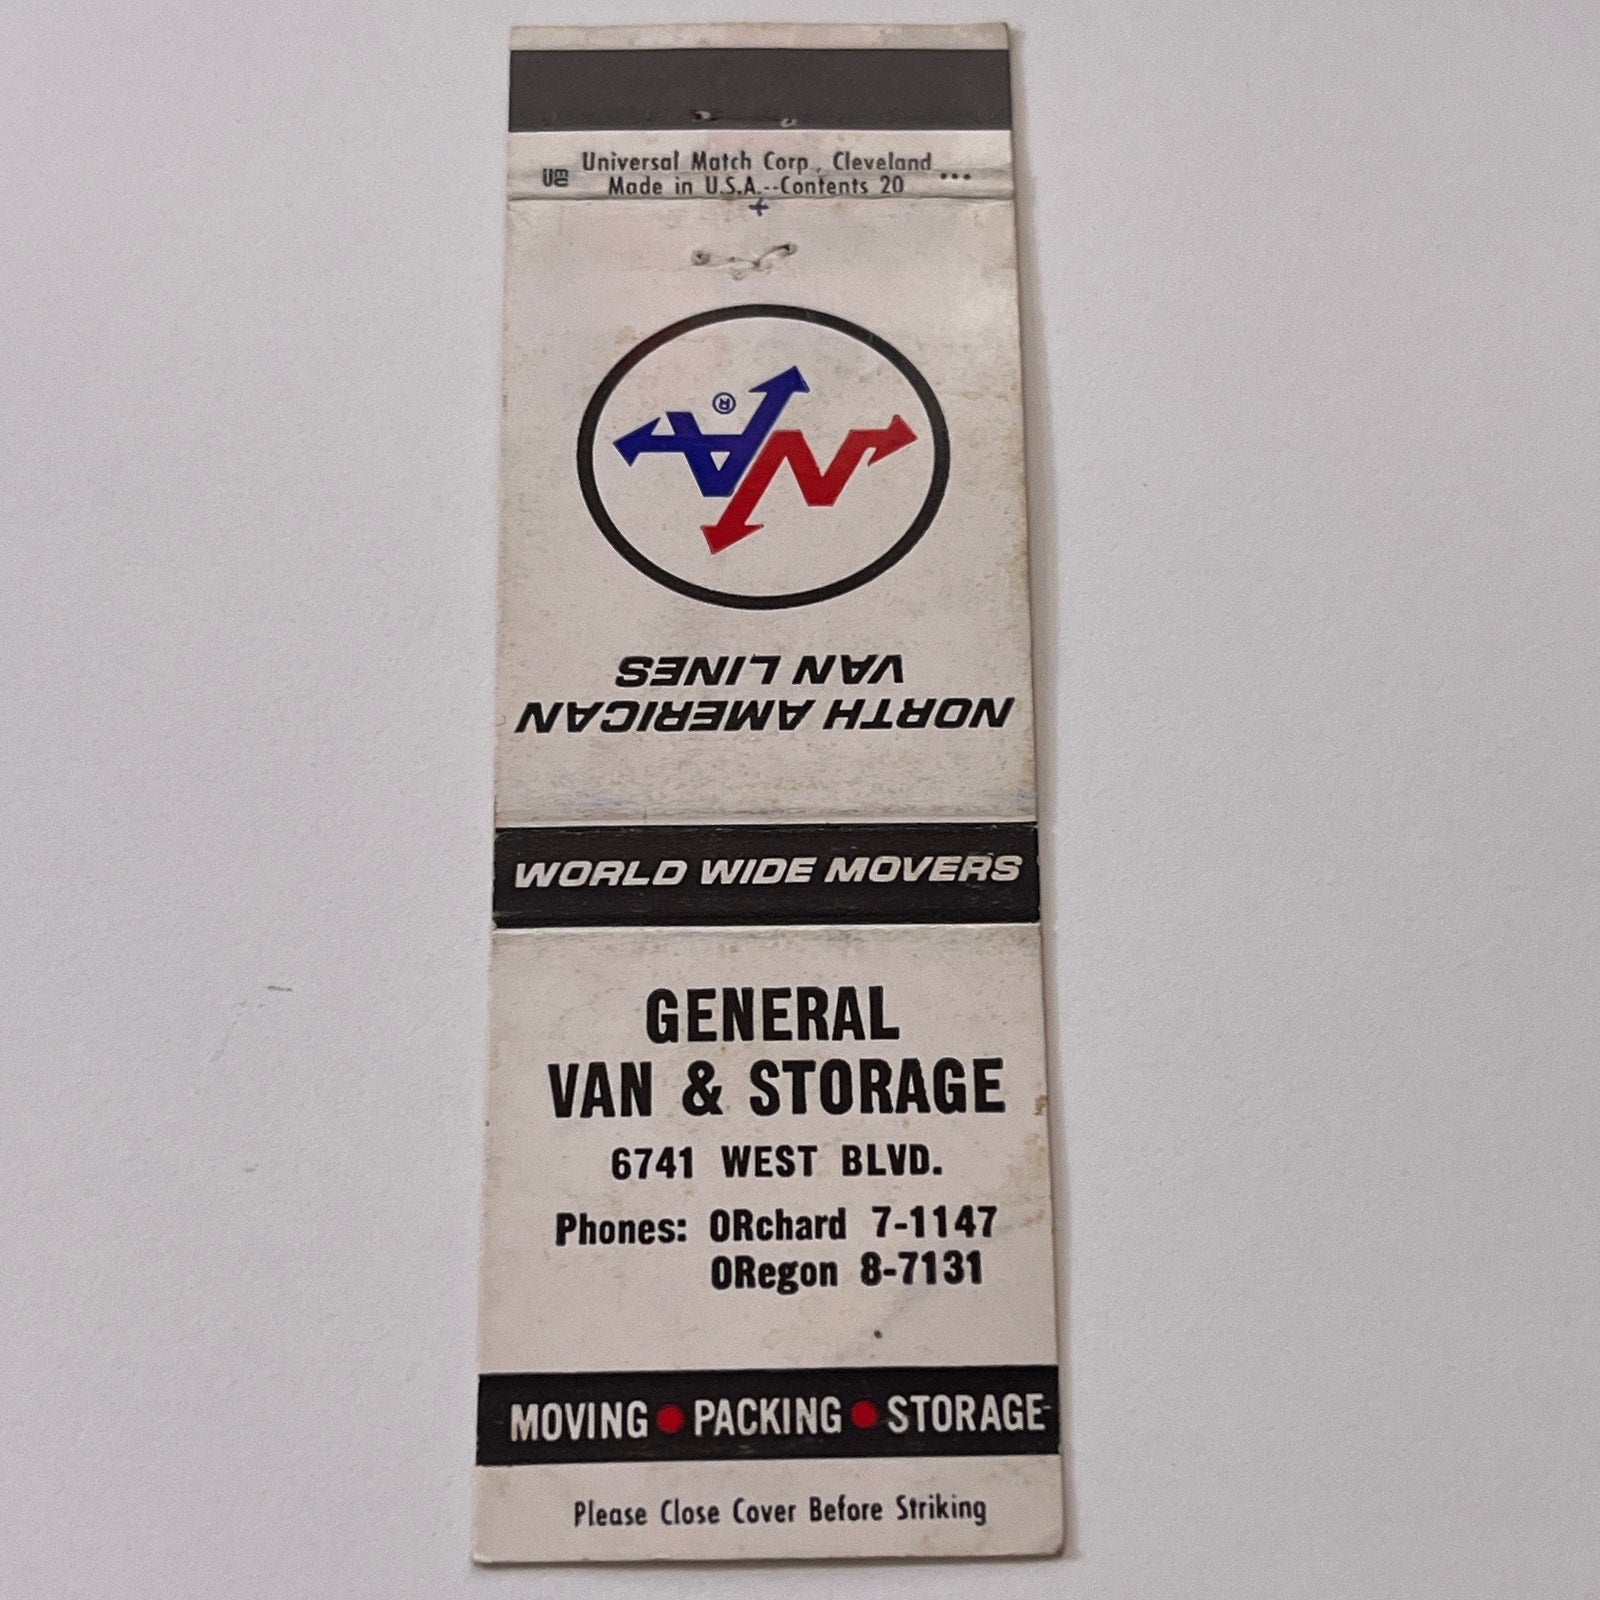 Universal Match Corp., Cleveland
Made in U.S.A.--Contents 20
NA®
NORTH AMERICAN
VAN LINES
WORLD WIDE MOVERS
GENERAL
VAN & STORAGE
6741 WEST BLVD.
Phones: ORchard 7-1147
ORegon 8-7131
MOVING • PACKING • STORAGE
Please Close Cover Before Striking